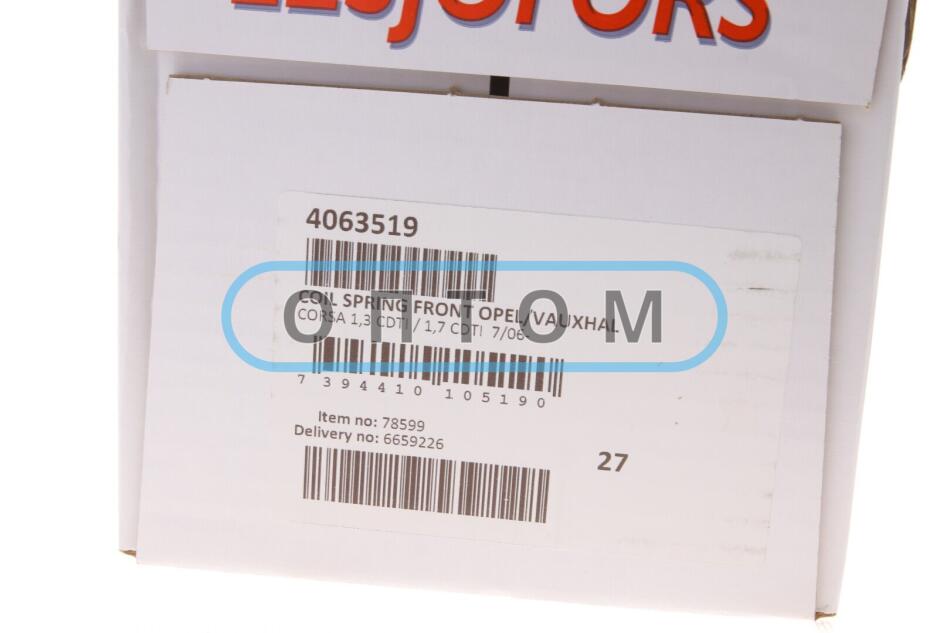 LESJÖFORS
4063519
COIL SPRING FRONT OPEL/VAUXHAL
CORSA 1,3 CDTI / 1,7 CDTI 7/06-
ОПТОМ
7 394410 105190
Item no: 78599
Delivery no: 6659226
27